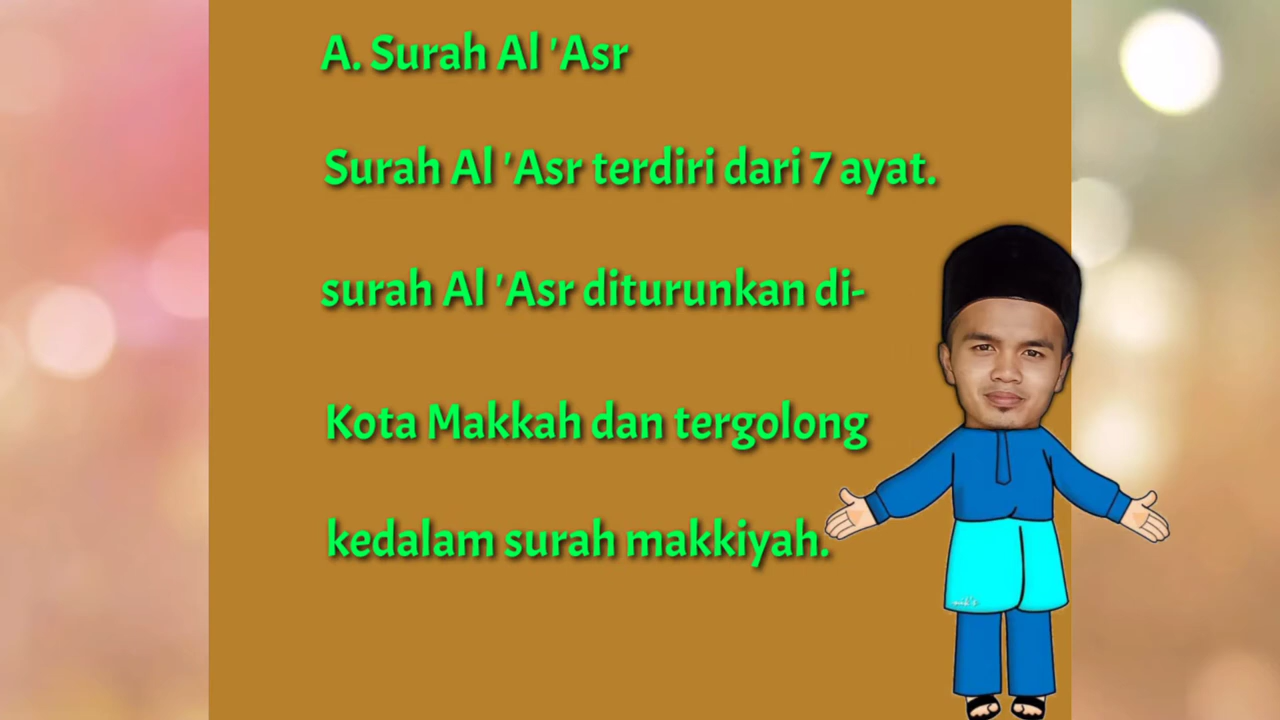 A. Surah Al 'Asr
Surah Al 'Asr terdiri dari 7 ayat.
surah Al 'Asr diturunkan di-
Kota Makkah dan tergolong
kedalam surah makkiyah.